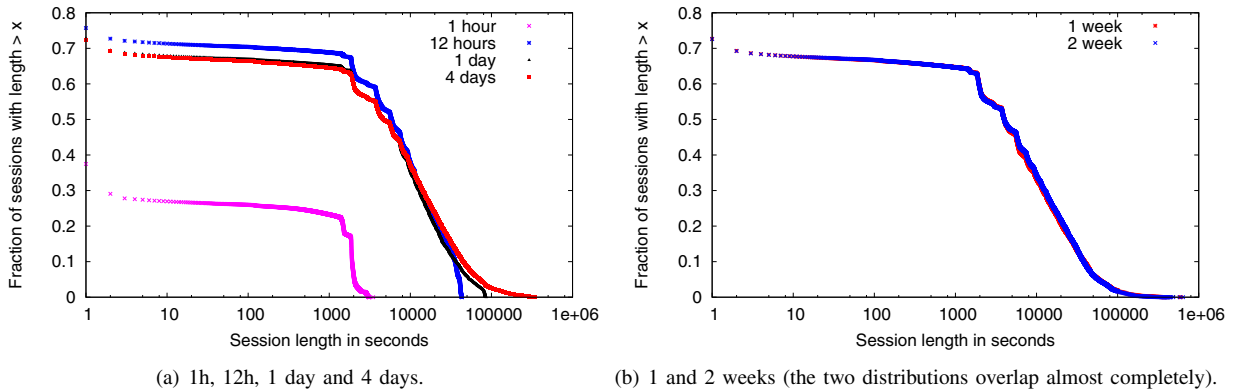 Fraction of sessions with length > x
0.8
0.7
0.6
0.5
0.4
0.3
0.2
0.1
0
1 hour
12 hours
1 day
4 days
1
10
100
1000
10000
100000
1e+06
Session length in seconds
(a) 1h, 12h, 1 day and 4 days.
Fraction of sessions with length > x
0.8
0.7
0.6
0.5
0.4
0.3
0.2
0.1
0
1 week
2 week
1
10
100
1000
10000
100000
1e+06
Session length in seconds
(b) 1 and 2 weeks (the two distributions overlap almost completely).